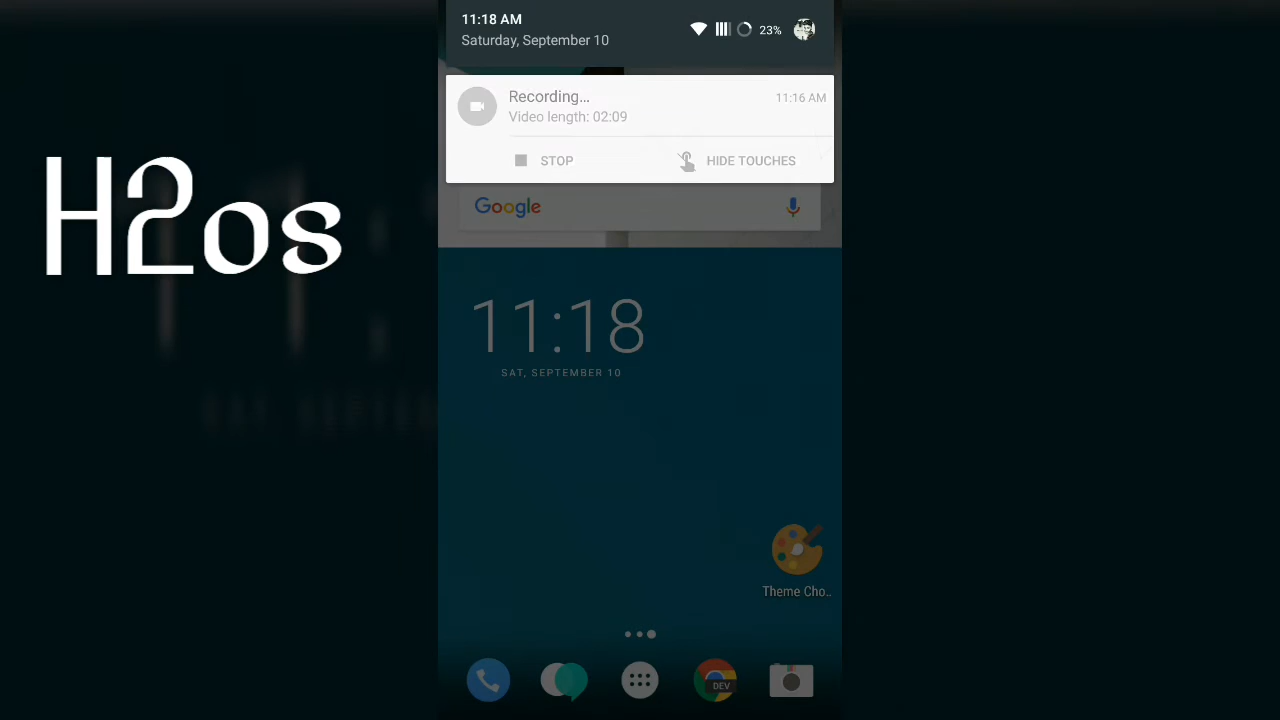 H2os
11:18 AM
Saturday, September 10
23%
Recording...
11:16 AM
Video length: 02:09
STOP
HIDE TOUCHES
Google
11:18
SAT, SEPTEMBER 10
Theme Cho..
DEV